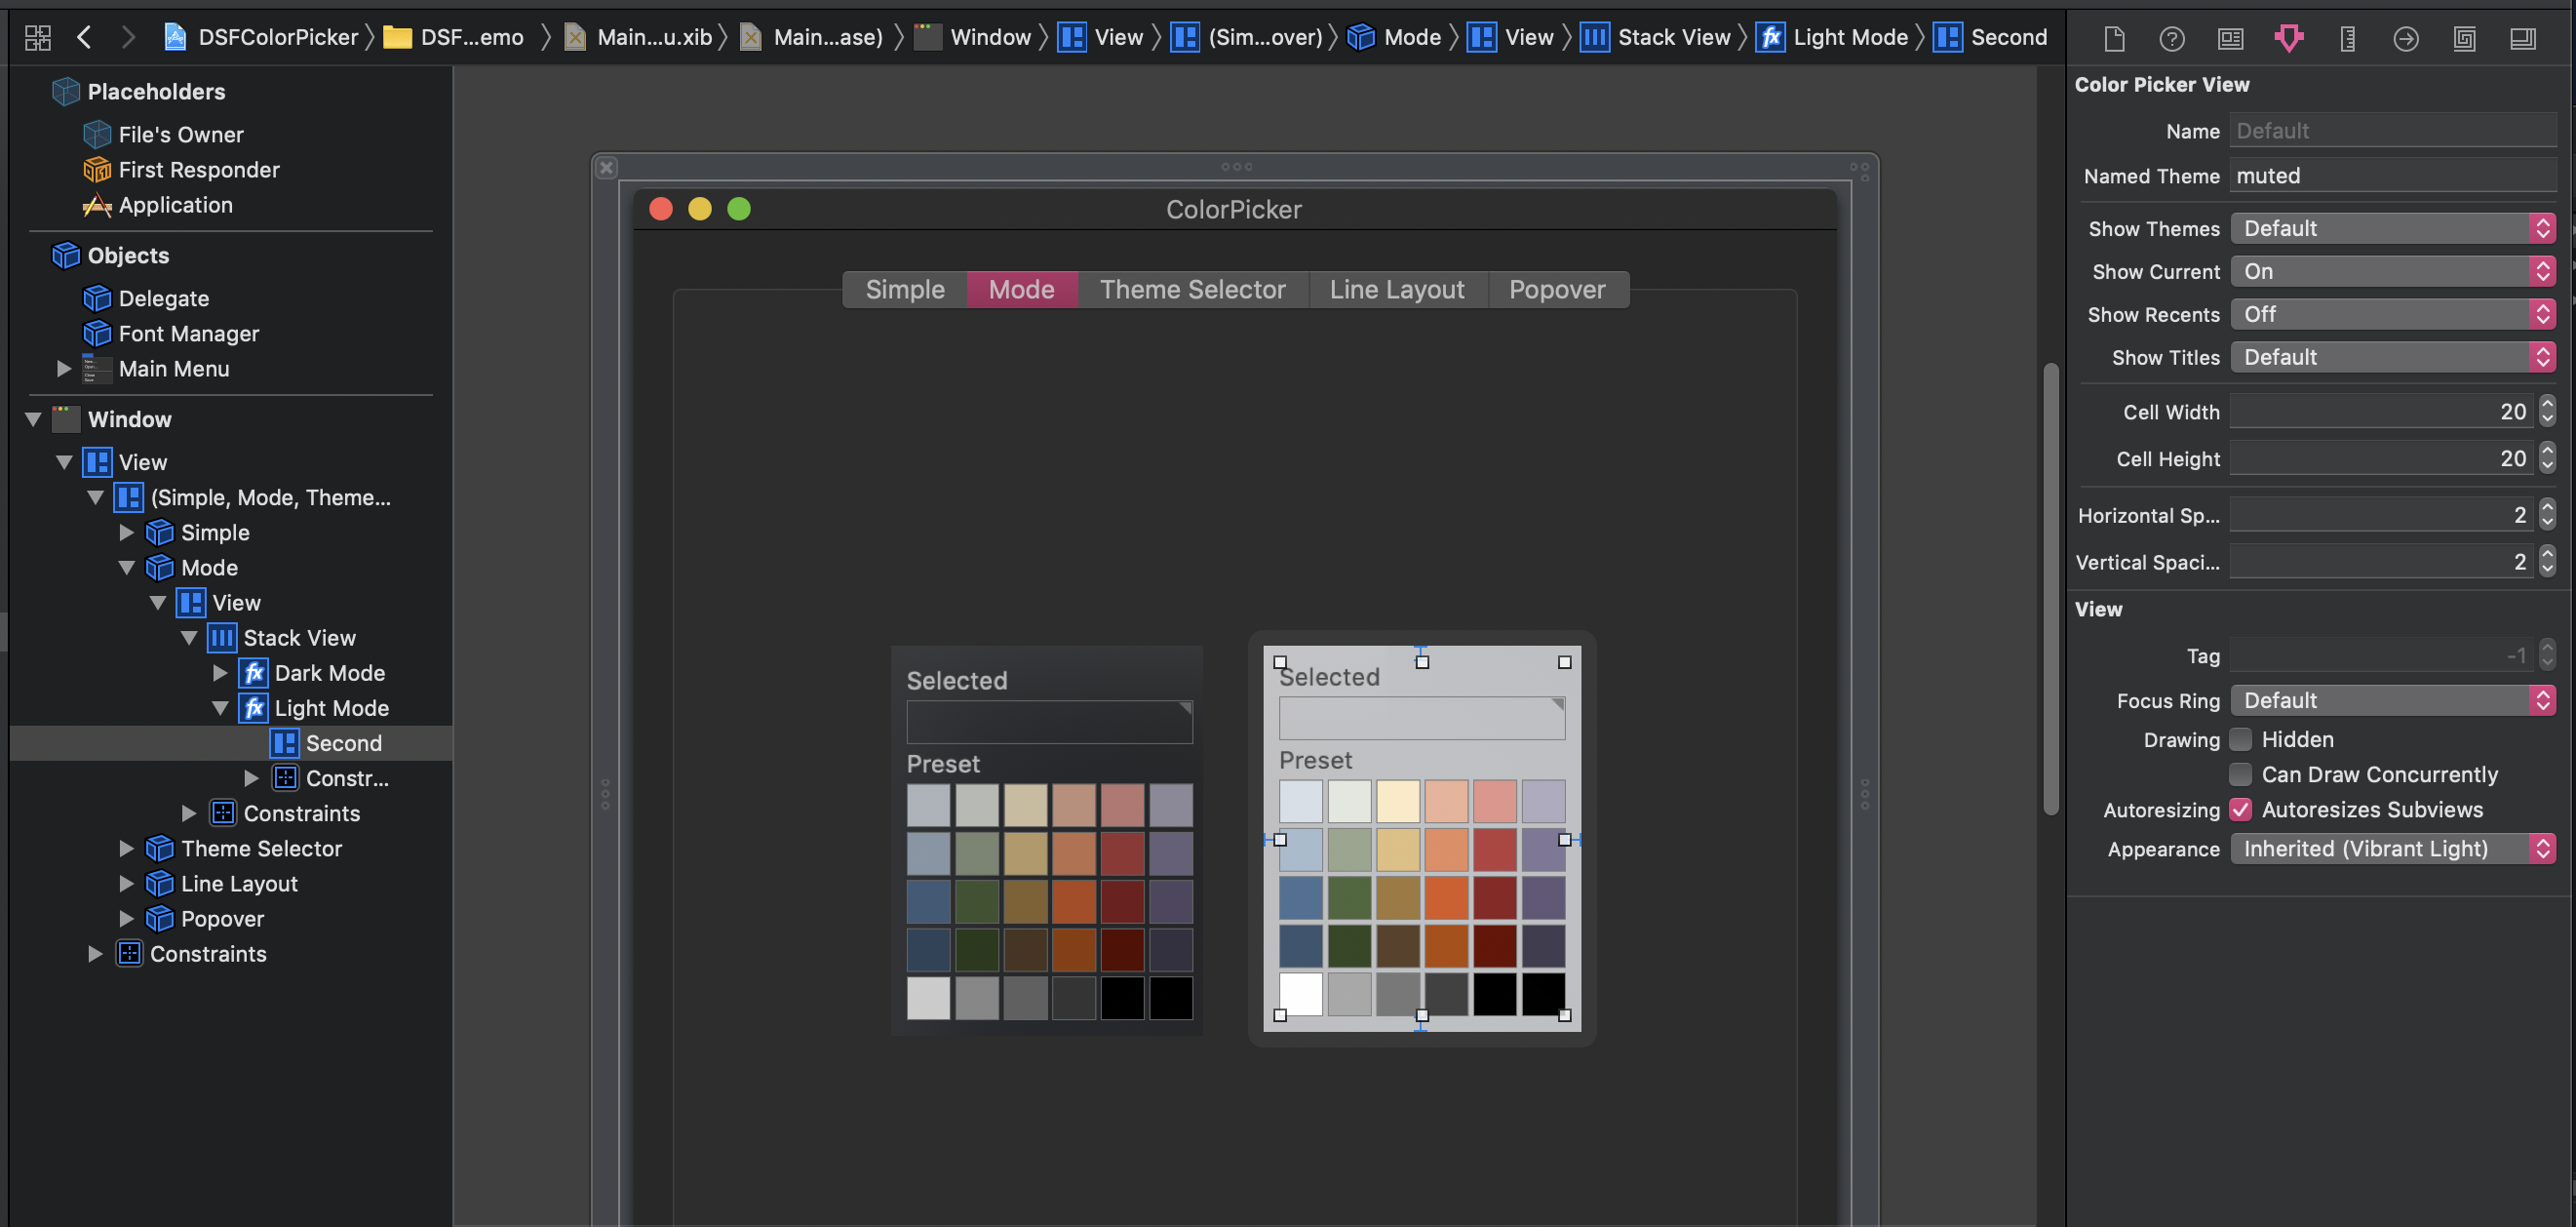 DSFColorPicker
DSF...emo
Main...u.xib
Main...ase)
Window
View
(Sim...over)
Mode
View
Stack View
Light Mode
Second
Placeholders
File's Owner
First Responder
Application
Objects
Delegate
Font Manager
Main Menu
Window
View
(Simple, Mode, Theme...
Simple
Mode
View
Stack View
Dark Mode
Light Mode
Second
Constr...
Constraints
Theme Selector
Line Layout
Popover
Constraints
ColorPicker
Simple
Mode
Theme Selector
Line Layout
Popover
Selected
Preset
Selected
Preset
Color Picker View
Name Default
Named Theme muted
Show Themes Default
Show Current On
Show Recents Off
Show Titles Default
Cell Width 20
Cell Height 20
Horizontal Sp... 2
Vertical Spaci... 2
View
Tag -1
Focus Ring Default
Drawing Hidden
Can Draw Concurrently
Autoresizing Autoresizes Subviews
Appearance Inherited (Vibrant Light)